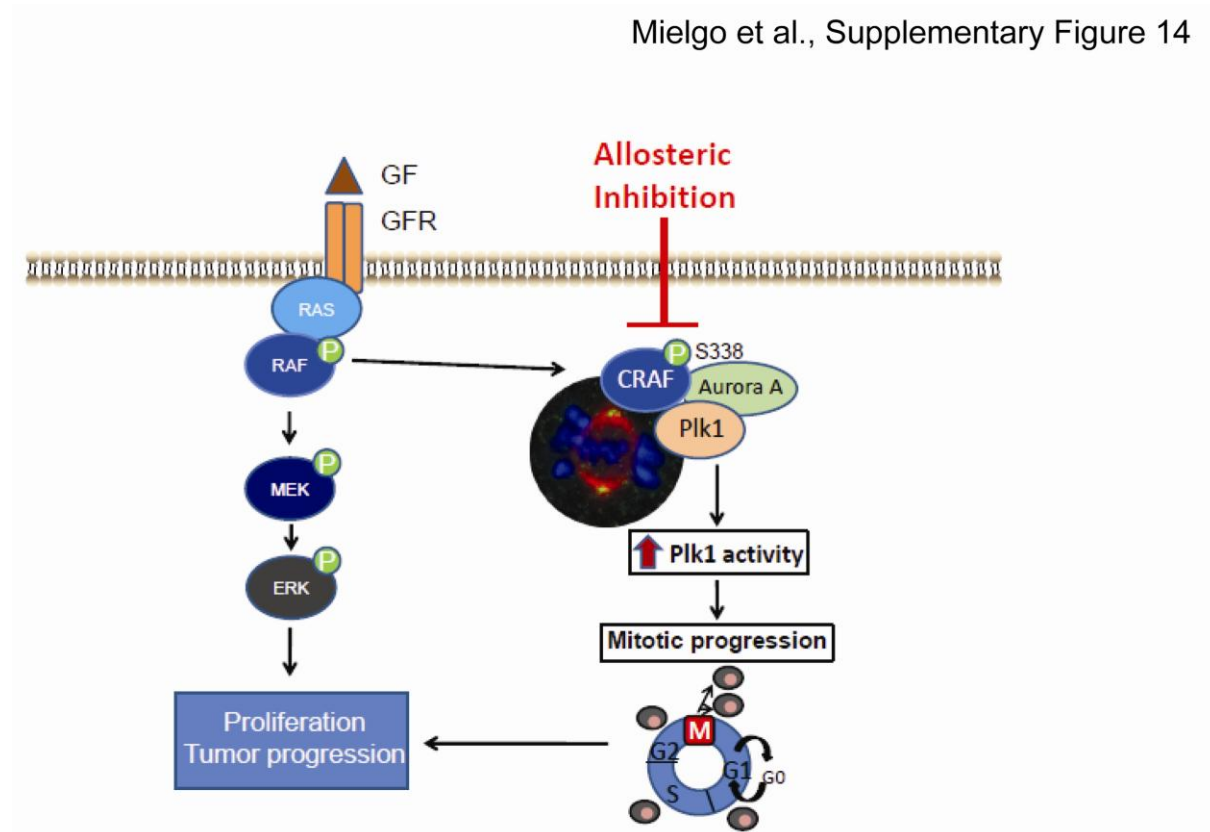 Mielgo et al., Supplementary Figure 14
Allosteric
Inhibition
GF
GFR
RAS
P
RAF
P
S338
CRAF
Aurora A
Plk1
P
MEK
Plk1 activity
P
ERK
Mitotic progression
Proliferation
Tumor progression
M
G2
G1
G0
S